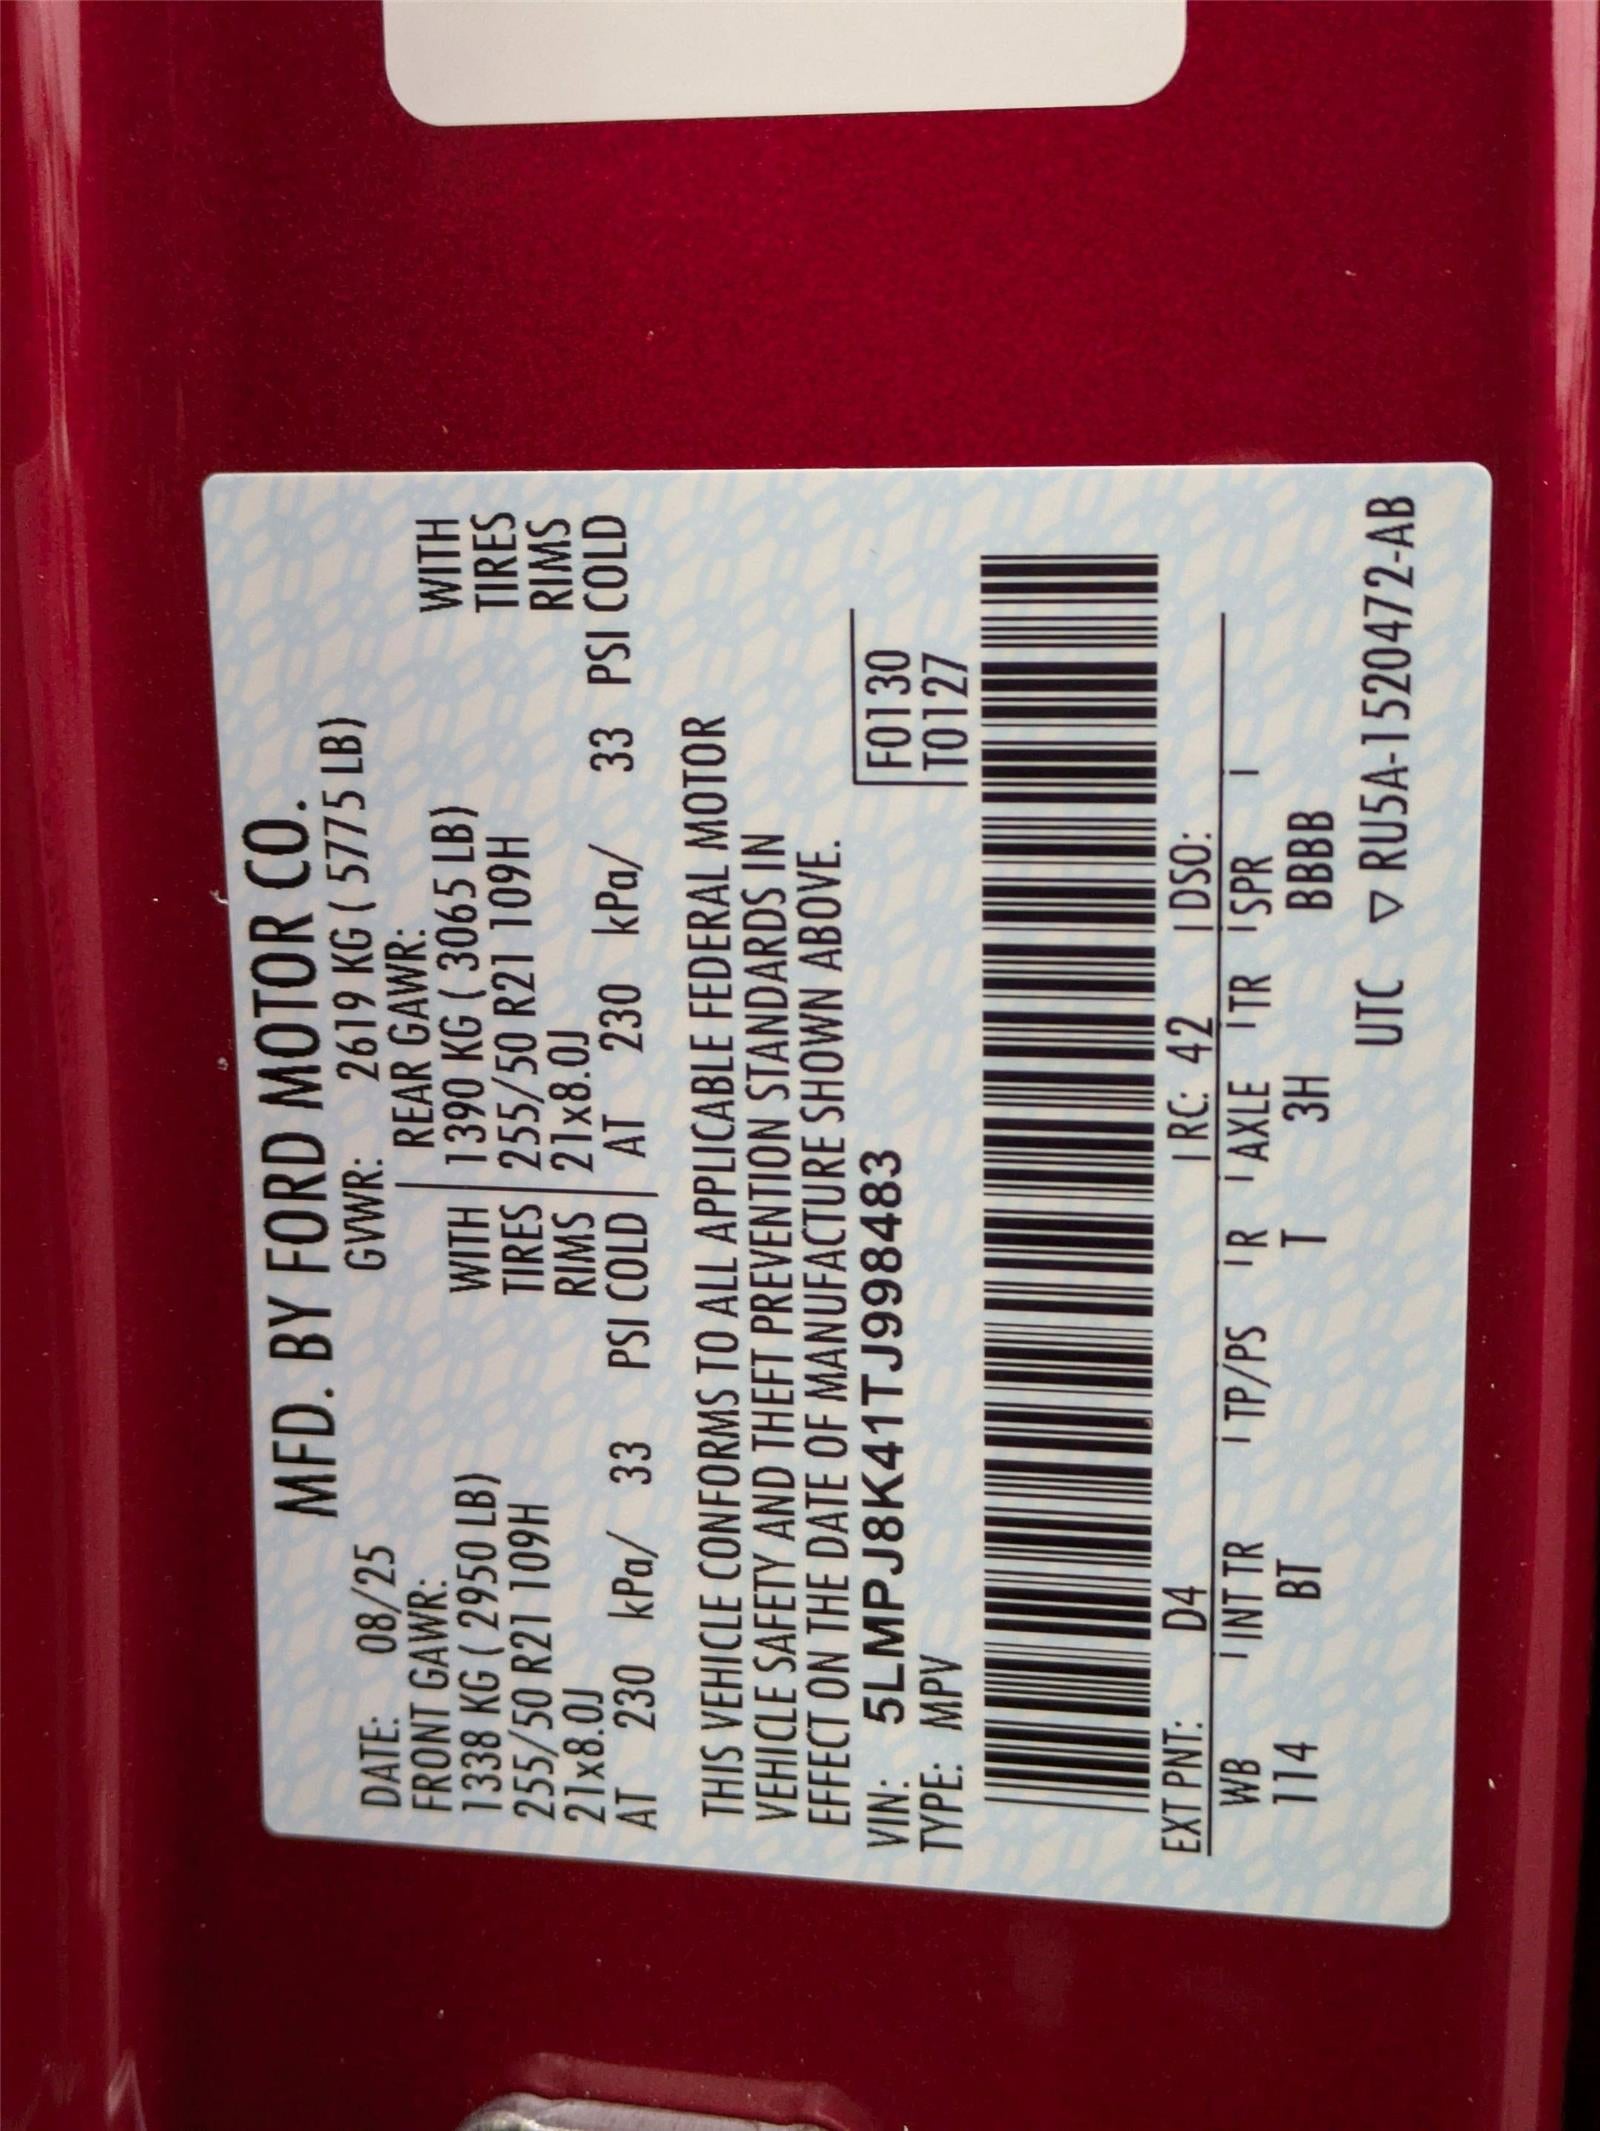 MFD. BY FORD MOTOR CO.
DATE: 08/25 GVWR: 2619 KG ( 5775 LB)
FRONT GAWR: REAR GAWR:
1338 KG ( 2950 LB) WITH 1390 KG ( 3065 LB) WITH
255/50 R21 109H TIRES 255/50 R21 109H TIRES
21x8.0J RIMS 21x8.0J RIMS
AT 230 kPa/ 33 PSI COLD AT 230 kPa/ 33 PSI COLD
THIS VEHICLE CONFORMS TO ALL APPLICABLE FEDERAL MOTOR
VEHICLE SAFETY AND THEFT PREVENTION STANDARDS IN
EFFECT ON THE DATE OF MANUFACTURE SHOWN ABOVE.
VIN: 5LMPJ8K41TJ998483 F0130
TYPE: MPV T0127
EXT PNT: D4 RC: 42 DSO:
WB INT TR TP/PS R AXLE TR SPR
114 BT T 3H BBBB
UTC ▽ RU5A-1520472-AB